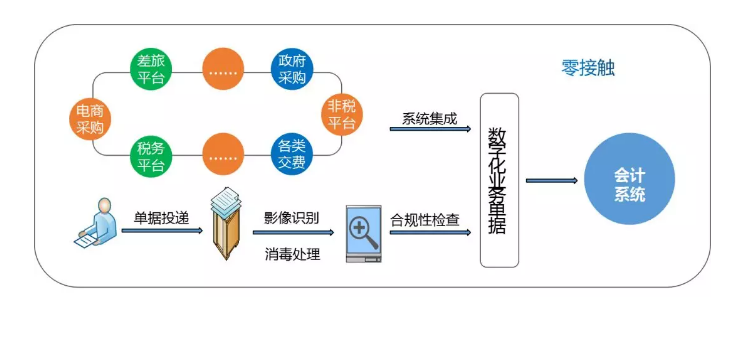 差旅
平台
……
政府
采购
零接触
电商
采购
非税
平台
系统集成
税务
平台
……
各类
交费
数字化业务单据
会计
系统
单据投递
影像识别
消毒处理
合规性检查